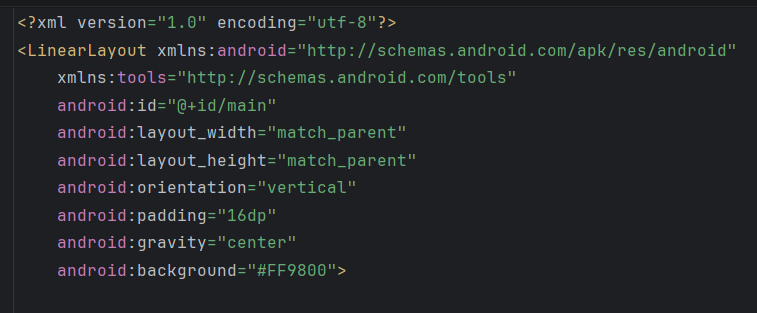 <?xml version="1.0" encoding="utf-8"?>
<LinearLayout xmlns:android="http://schemas.android.com/apk/res/android"
    xmlns:tools="http://schemas.android.com/tools"
    android:id="@+id/main"
    android:layout_width="match_parent"
    android:layout_height="match_parent"
    android:orientation="vertical"
    android:padding="16dp"
    android:gravity="center"
    android:background="#FF9800">